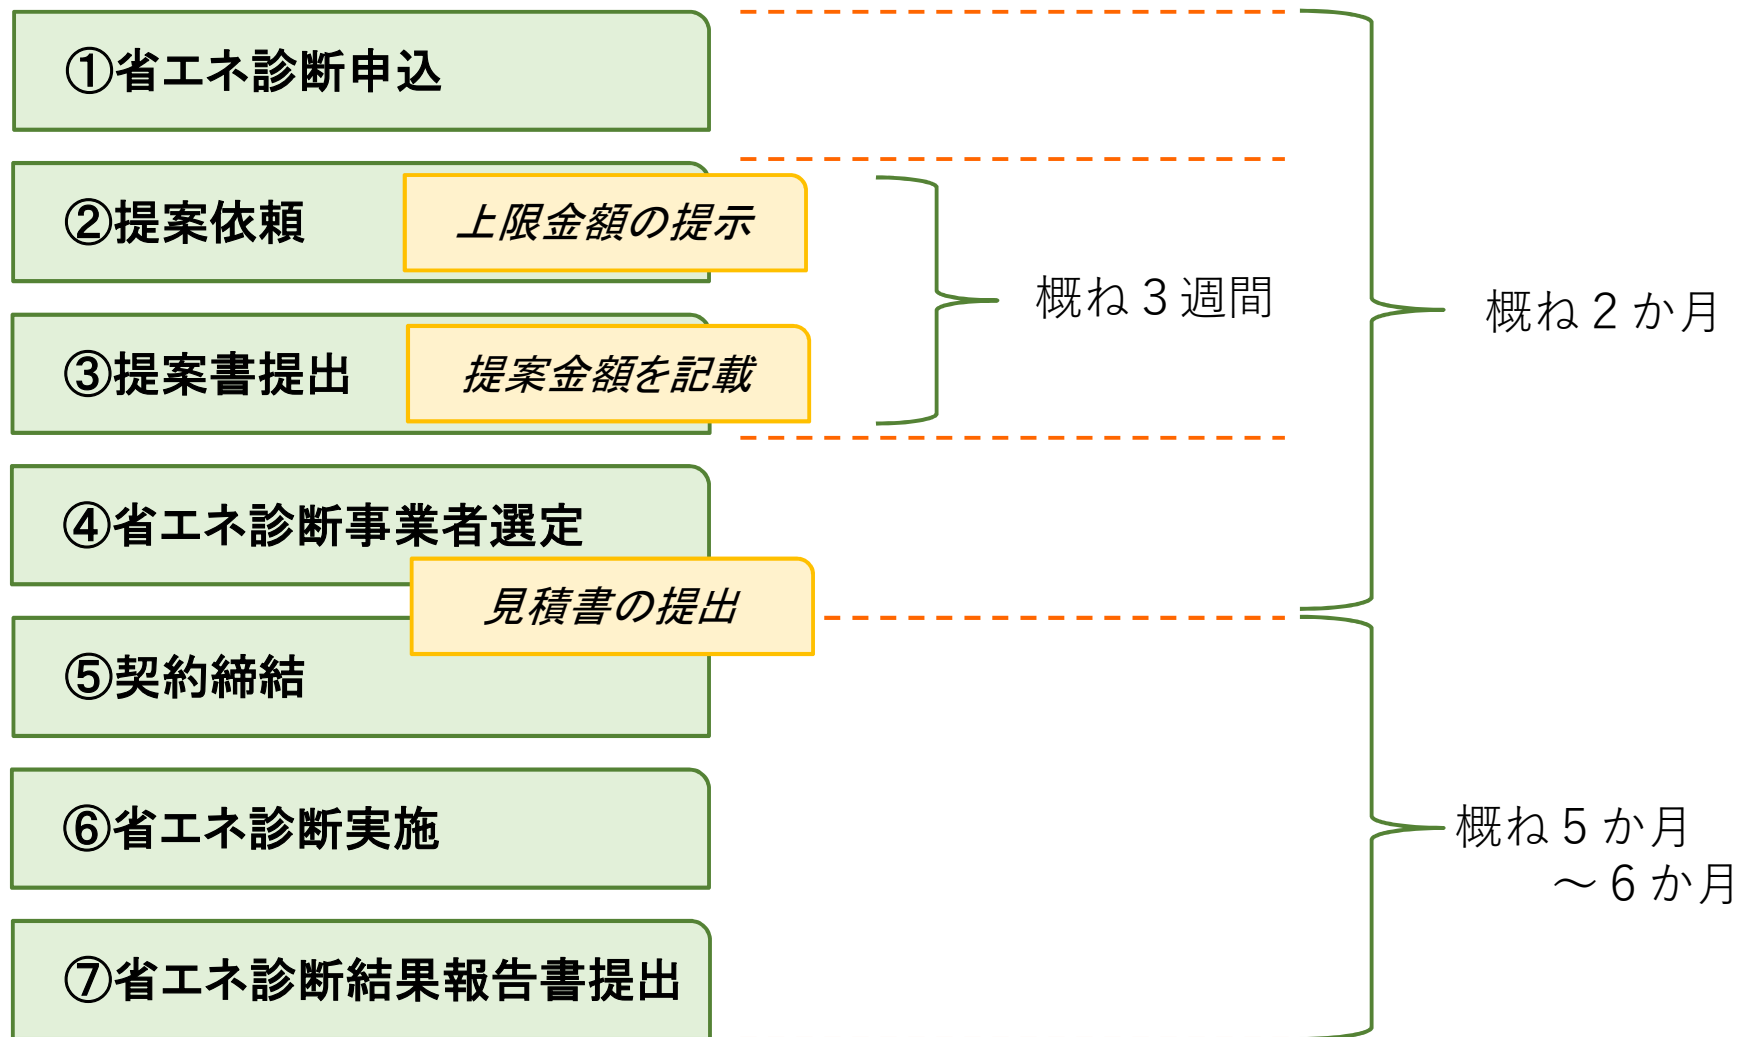 ①省エネ診断申込
②提案依頼
上限金額の提示
③提案書提出
提案金額を記載
概ね３週間
概ね２か月
④省エネ診断事業者選定
見積書の提出
⑤契約締結
⑥省エネ診断実施
概ね５か月
～６か月
⑦省エネ診断結果報告書提出